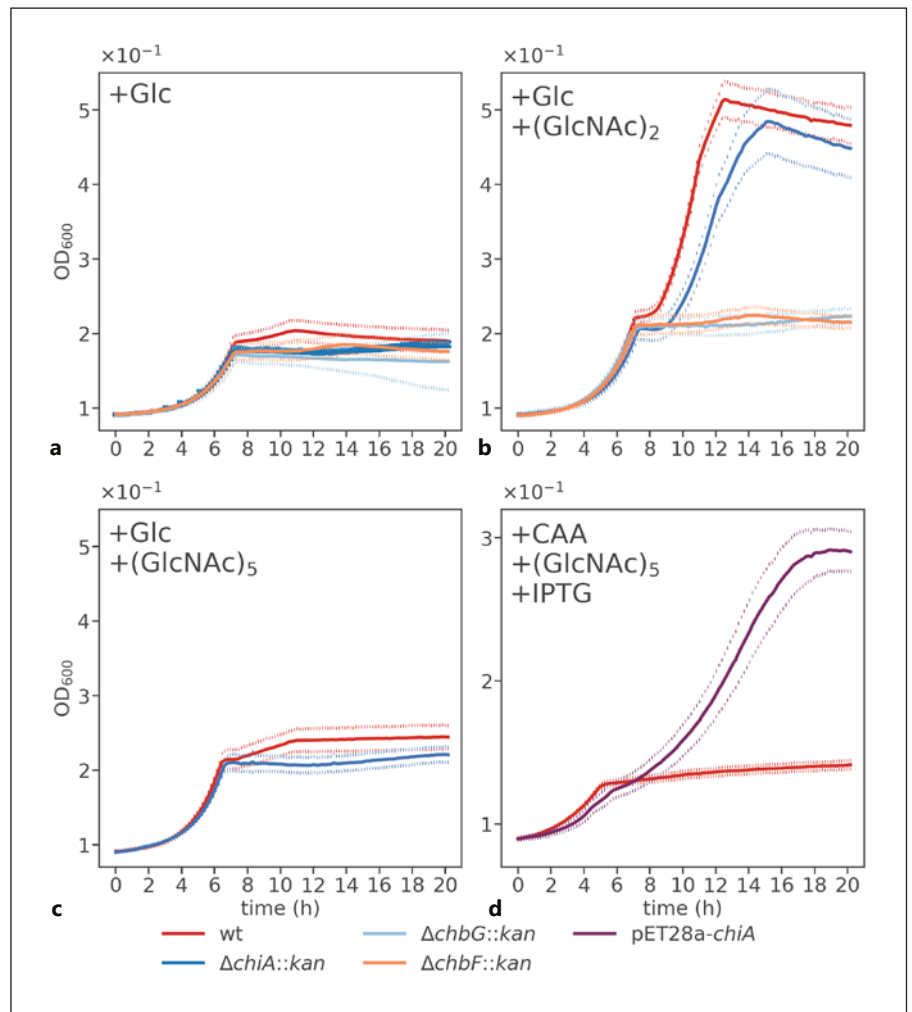 ×10⁻¹
+Glc
5
4
3
2
1
OD₆₀₀
0 2 4 6 8 10 12 14 16 18 20
a
×10⁻¹
+Glc
+(GlcNAc)₂
5
4
3
2
1
0 2 4 6 8 10 12 14 16 18 20
b
×10⁻¹
+Glc
+(GlcNAc)₅
5
4
3
2
1
OD₆₀₀
0 2 4 6 8 10 12 14 16 18 20
time (h)
c
×10⁻¹
+CAA
+(GlcNAc)₅
+IPTG
3
2
1
0 2 4 6 8 10 12 14 16 18 20
time (h)
d
wt
ΔchbG::kan
pET28a-chiA
ΔchiA::kan
ΔchbF::kan